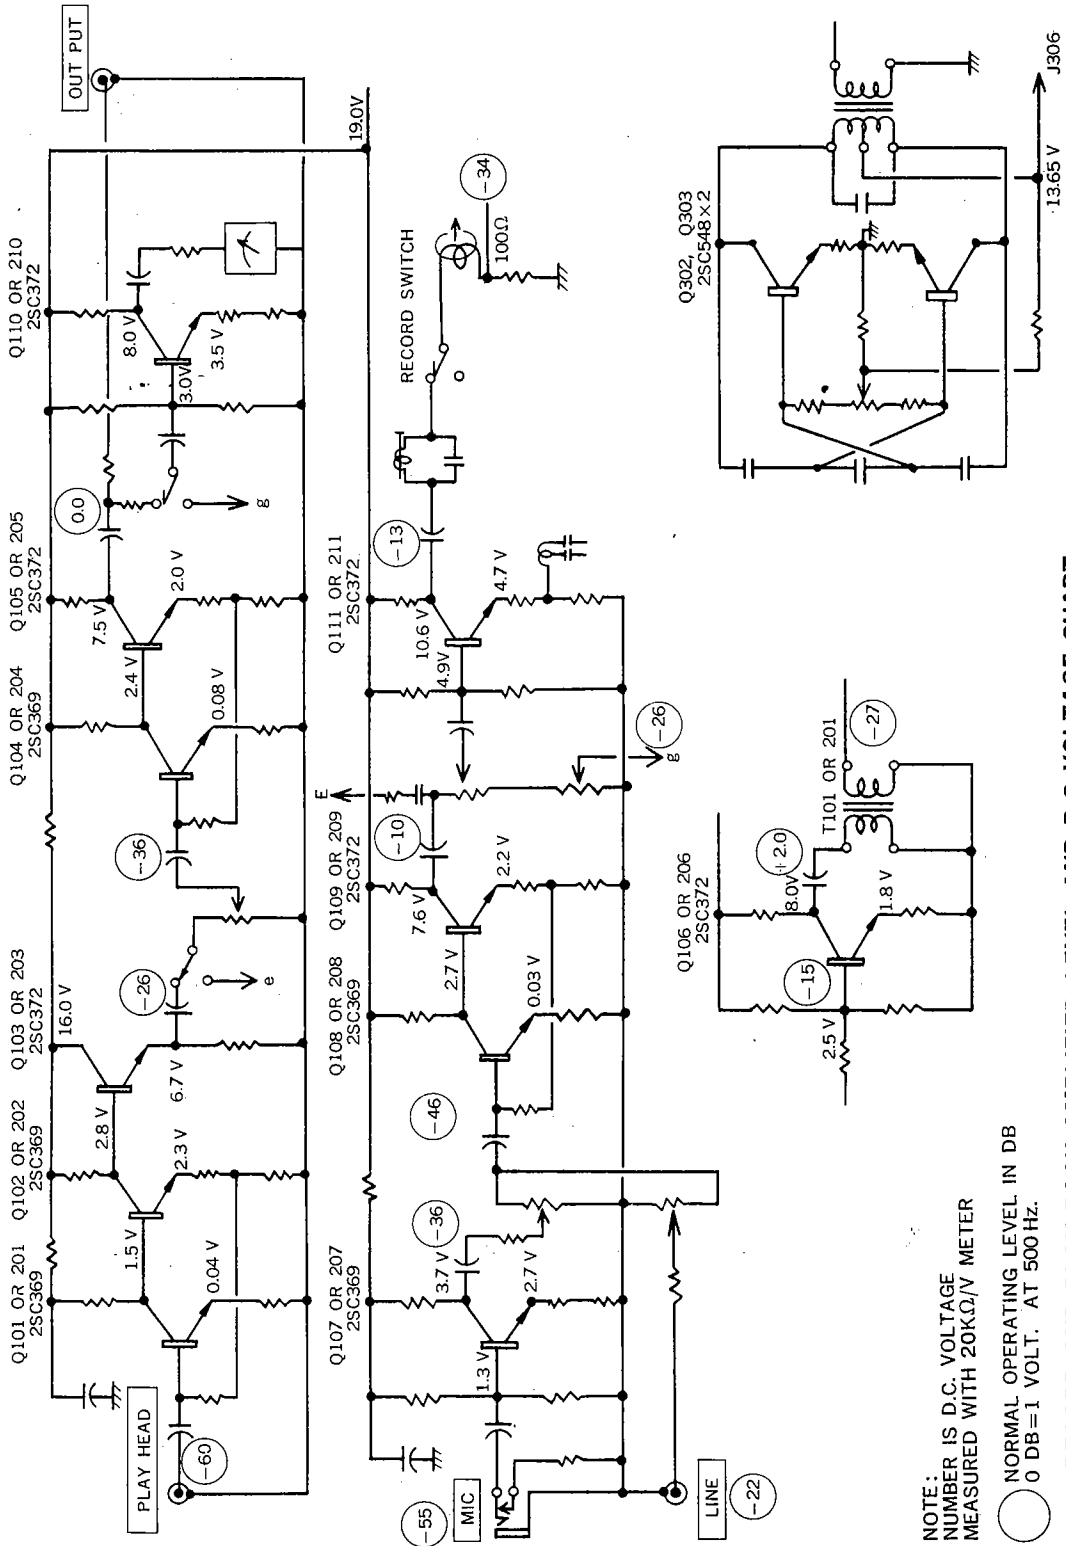 OUT PUT
PLAY HEAD
-60
Q101 OR 201
2SC369
0.04 V
1.5 V
Q102 OR 202
2SC369
2.3 V
2.8 V
Q103 OR 203
2SC372
16.0V
6.7 V
-26
e
-36
Q104 OR 204
2SC369
0.08 V
2.4 V
Q105 OR 205
2SC372
7.5 V
2.0 V
0.0
g
Q110 OR 210
2SC372
8.0 V
3.0V
3.5 V
19.0V
MIC
-55
LINE
-22
Q107 OR 207
2SC369
1.3 V
3.7 V
2.7 V
-36
-46
Q108 OR 208
2SC369
0.03 V
2.7 V
Q109 OR 209
2SC372
7.6 V
2.2 V
-10
E
g
-26
Q111 OR 211
2SC372
10.6 V
4.9V
4.7 V
-13
RECORD SWITCH
100Ω
-34
Q106 OR 206
2SC372
2.5 V
-15
8.0V
+2.0
1.8 V
T101 OR 201
-27
Q302, Q303
2SC548×2
13.65 V
J306
NOTE:
NUMBER IS D.C. VOLTAGE
MEASURED WITH 20KΩ/V METER
NORMAL OPERATING LEVEL IN DB
0 DB=1 VOLT. AT 500 Hz.